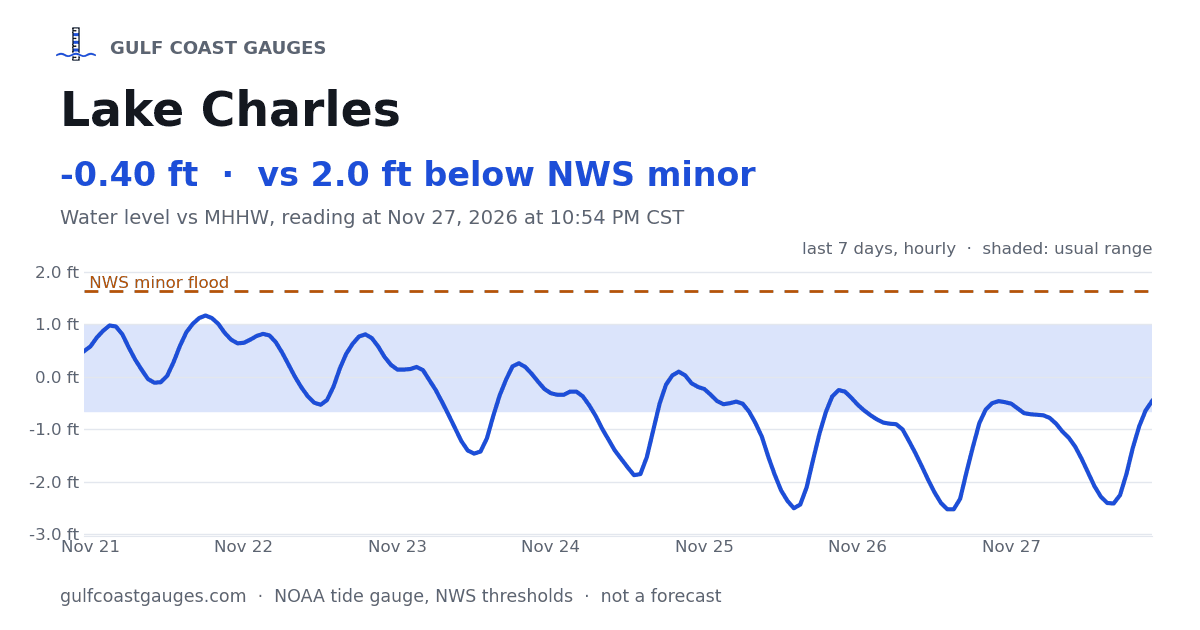 GULF COAST GAUGES
Lake Charles
-0.40 ft · vs 2.0 ft below NWS minor
Water level vs MHHW, reading at Nov 27, 2026 at 10:54 PM CST
last 7 days, hourly · shaded: usual range
2.0 ft
NWS minor flood
1.0 ft
0.0 ft
-1.0 ft
-2.0 ft
-3.0 ft
Nov 21 Nov 22 Nov 23 Nov 24 Nov 25 Nov 26 Nov 27
gulfcoastgauges.com · NOAA tide gauge, NWS thresholds · not a forecast